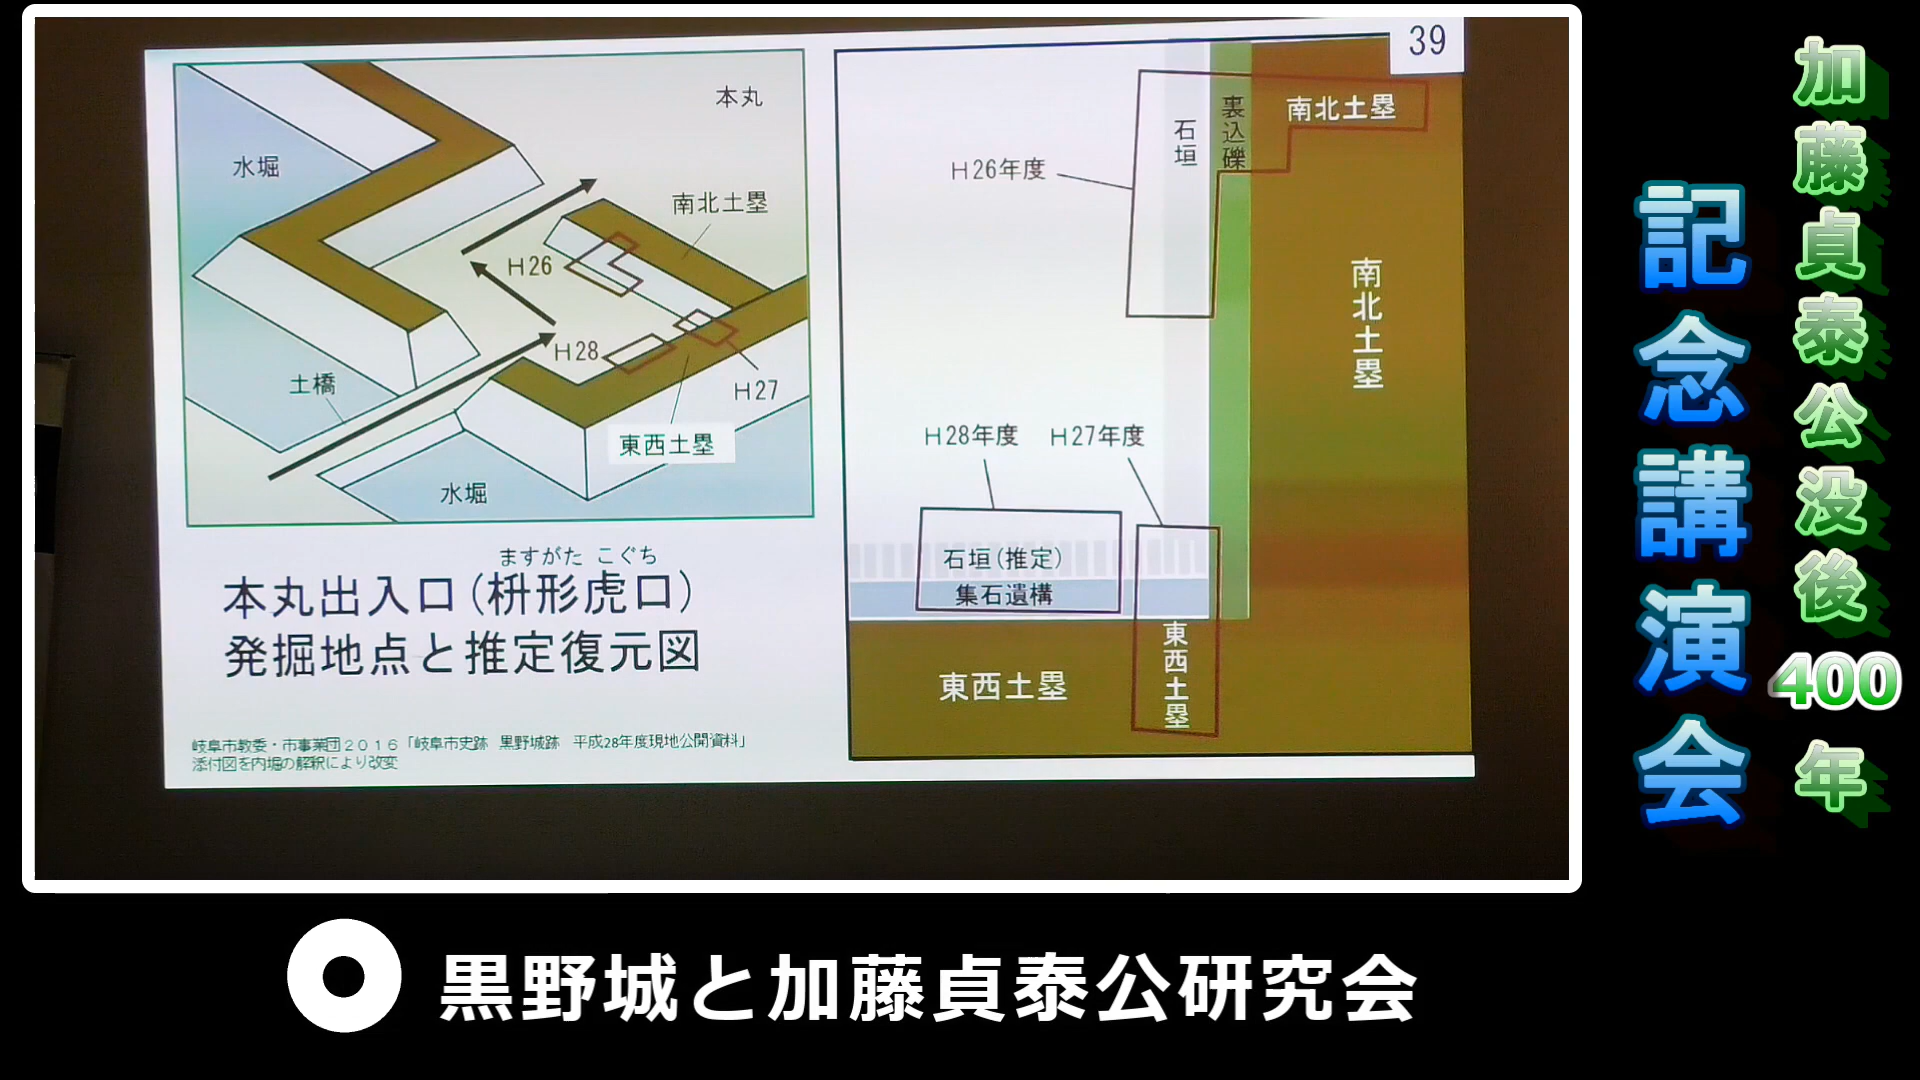 39
本丸
水堀
南北土塁
H26
H28
H27
土橋
東西土塁
水堀
ますがた こぐち
本丸出入口(枡形虎口)
発掘地点と推定復元図
岐阜市教委・市事業団2016「岐阜市史跡 黒野城跡 平成28年度現地公開資料」
添付図を内堀の解釈により改変
石垣
裏込礫
南北土塁
H26年度
南北土塁
H28年度
H27年度
石垣(推定)
集石遺構
東西土塁
東西土塁
加藤貞泰公没後400年
記念講演会
黒野城と加藤貞泰公研究会